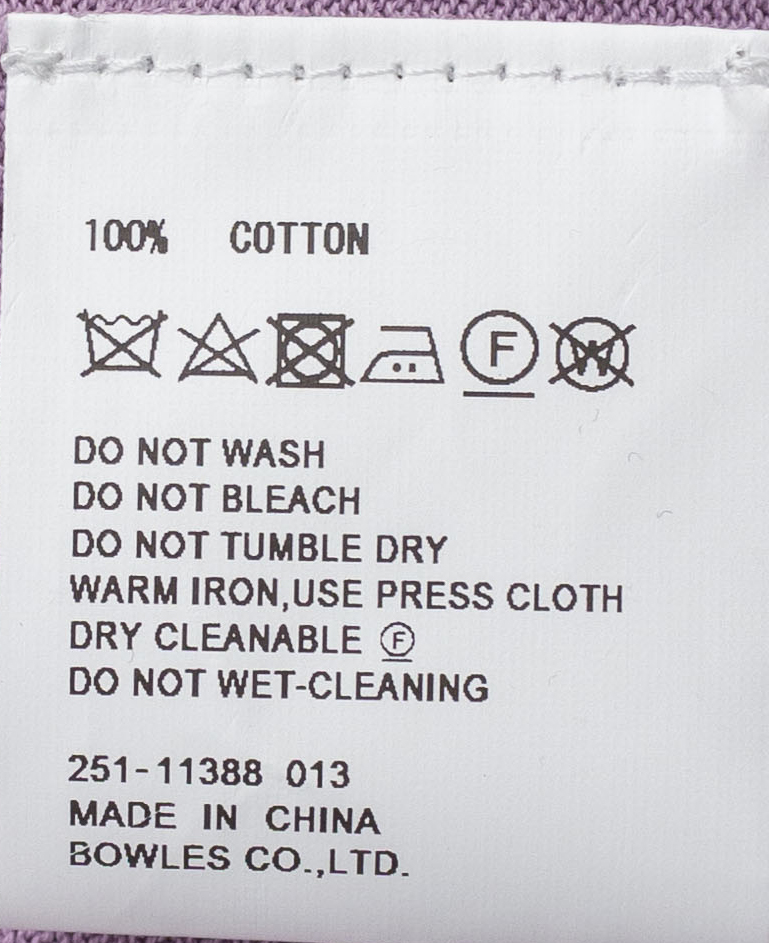 100% COTTON
F W
DO NOT WASH
DO NOT BLEACH
DO NOT TUMBLE DRY
WARM IRON,USE PRESS CLOTH
DRY CLEANABLE Ⓕ
DO NOT WET-CLEANING
251-11388 013
MADE IN CHINA
BOWLES CO.,LTD.